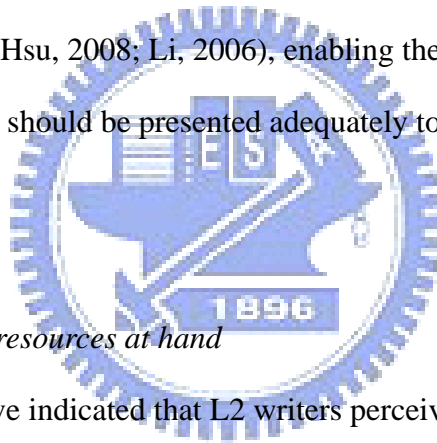 Hsu, 2008; Li, 2006), enabling the
should be presented adequately to
E S A
1896
resources at hand
ve indicated that L2 writers perceiv